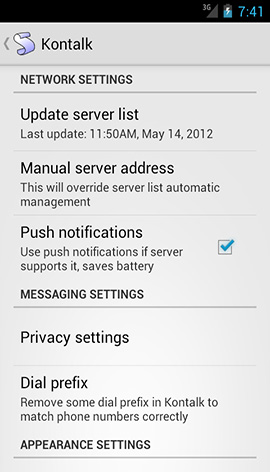 3G 7:41
Kontalk
NETWORK SETTINGS
Update server list
Last update: 11:50AM, May 14, 2012
Manual server address
This will override server list automatic
management
Push notifications
Use push notifications if server
supports it, saves battery
MESSAGING SETTINGS
Privacy settings
Dial prefix
Remove some dial prefix in Kontalk to
match phone numbers correctly
APPEARANCE SETTINGS